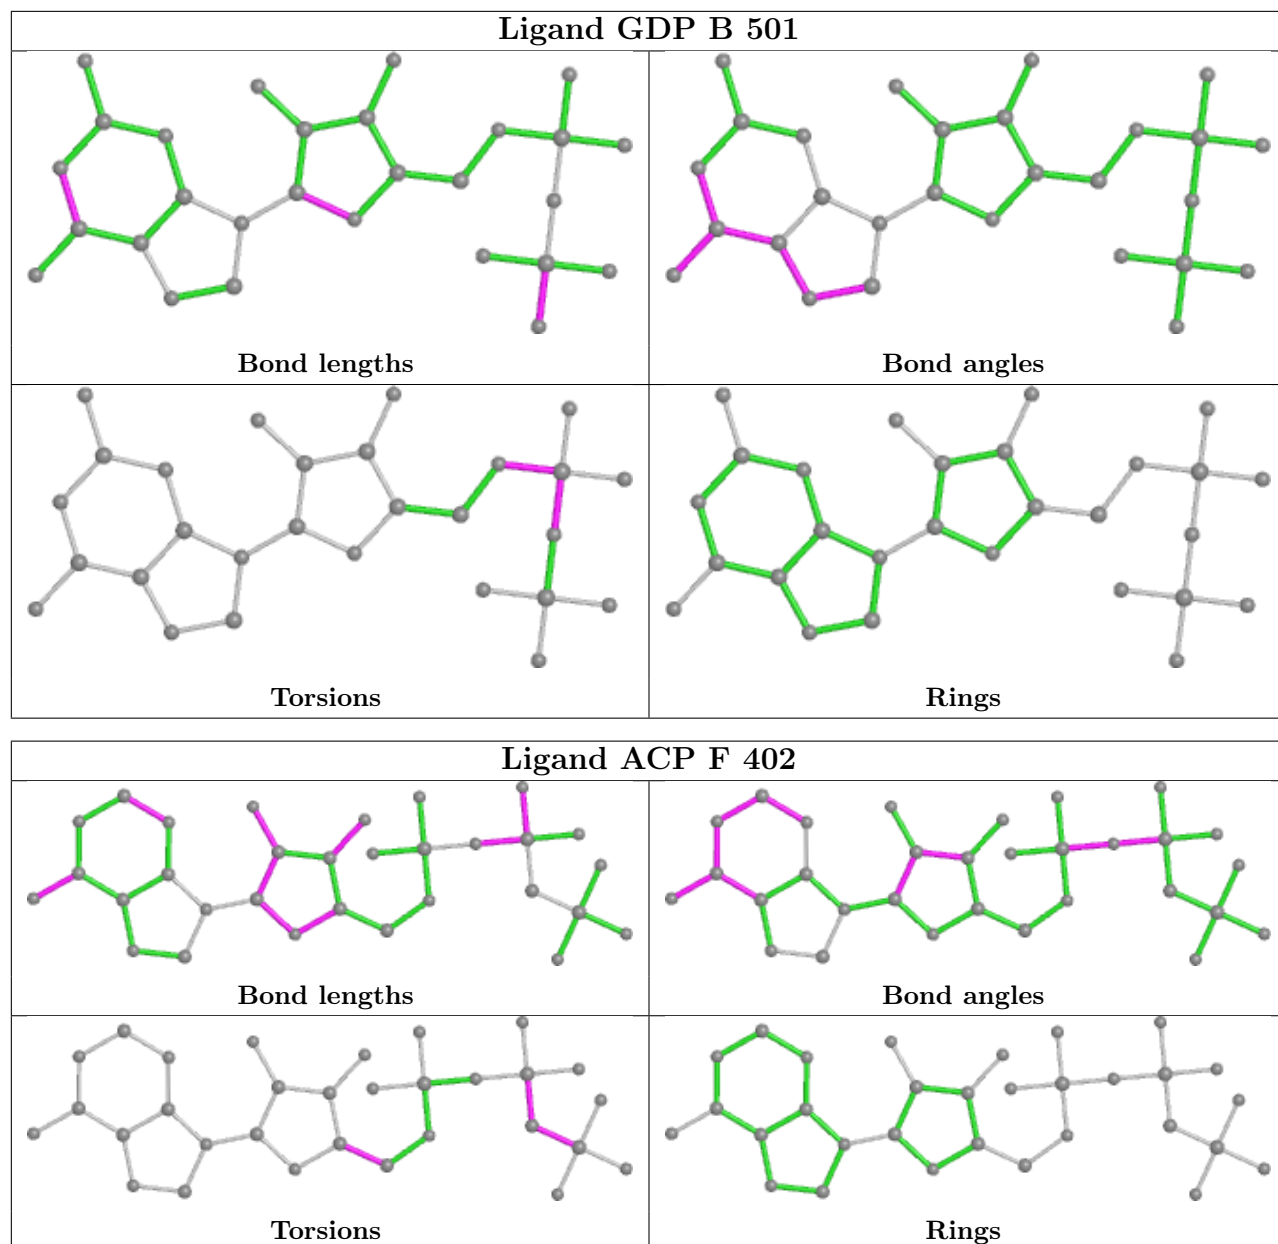 Ligand GDP B 501
Bond lengths
Bond angles
Torsions
Rings
Ligand ACP F 402
Bond lengths
Bond angles
Torsions
Rings